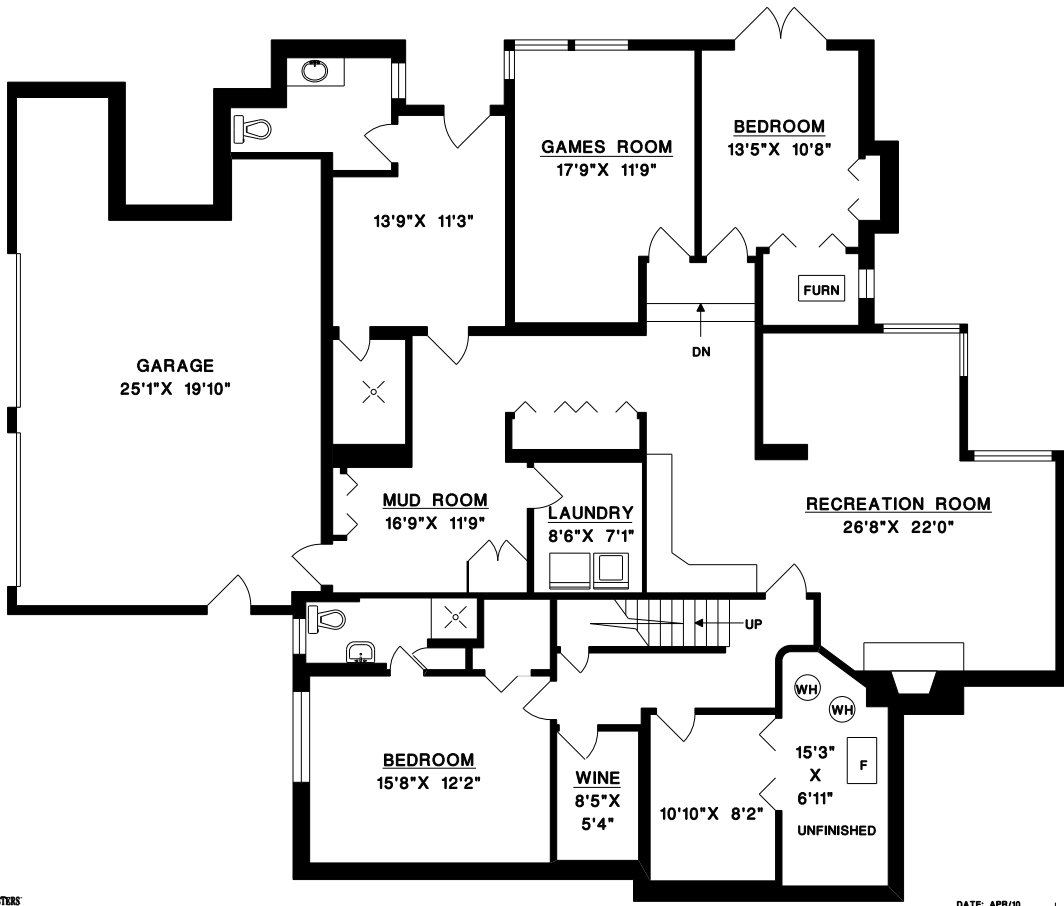 BEDROOM
13'5"X 10'8"
GAMES ROOM
17'9"X 11'9"
13'9"X 11'3"
FURN
DN
GARAGE
25'1"X 19'10"
MUD ROOM
16'9"X 11'9"
LAUNDRY
8'6"X 7'1"
RECREATION ROOM
26'8"X 22'0"
UP
WH
WH
BEDROOM
15'8"X 12'2"
WINE
8'5"X
5'4"
10'10"X 8'2"
15'3"
X
6'11"
F
UNFINISHED
DATE: APR/10